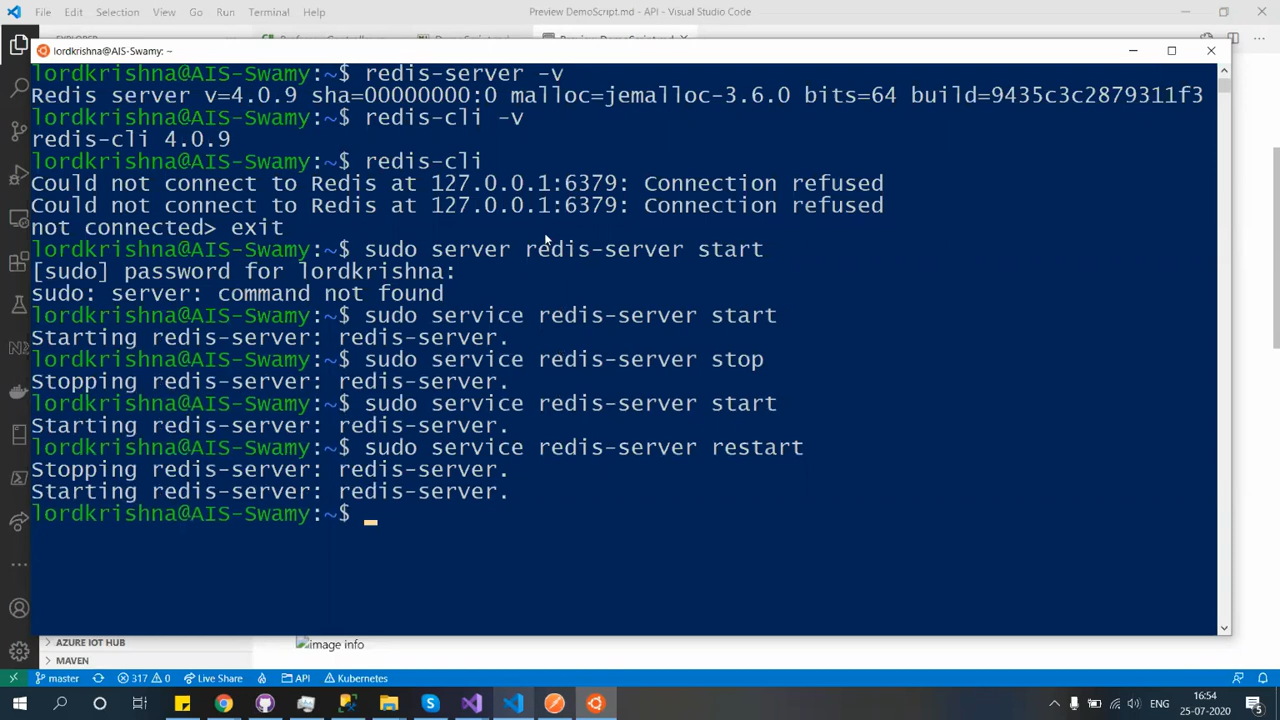 File Edit Selection View Go Run Terminal Help
Preview DemoScript.md - API - Visual Studio Code
lordkrishna@AIS-Swamy: ~
lordkrishna@AIS-Swamy:~$ redis-server -v
Redis server v=4.0.9 sha=00000000:0 malloc=jemalloc-3.6.0 bits=64 build=9435c3c2879311f3
lordkrishna@AIS-Swamy:~$ redis-cli -v
redis-cli 4.0.9
lordkrishna@AIS-Swamy:~$ redis-cli
Could not connect to Redis at 127.0.0.1:6379: Connection refused
Could not connect to Redis at 127.0.0.1:6379: Connection refused
not connected> exit
lordkrishna@AIS-Swamy:~$ sudo server redis-server start
[sudo] password for lordkrishna:
sudo: server: command not found
lordkrishna@AIS-Swamy:~$ sudo service redis-server start
Starting redis-server: redis-server.
lordkrishna@AIS-Swamy:~$ sudo service redis-server stop
Stopping redis-server: redis-server.
lordkrishna@AIS-Swamy:~$ sudo service redis-server start
Starting redis-server: redis-server.
lordkrishna@AIS-Swamy:~$ sudo service redis-server restart
Stopping redis-server: redis-server.
Starting redis-server: redis-server.
lordkrishna@AIS-Swamy:~$
AZURE IOT HUB
image info
MAVEN
master 317 0 Live Share API Kubernetes
ENG
16:54
25-07-2020
5